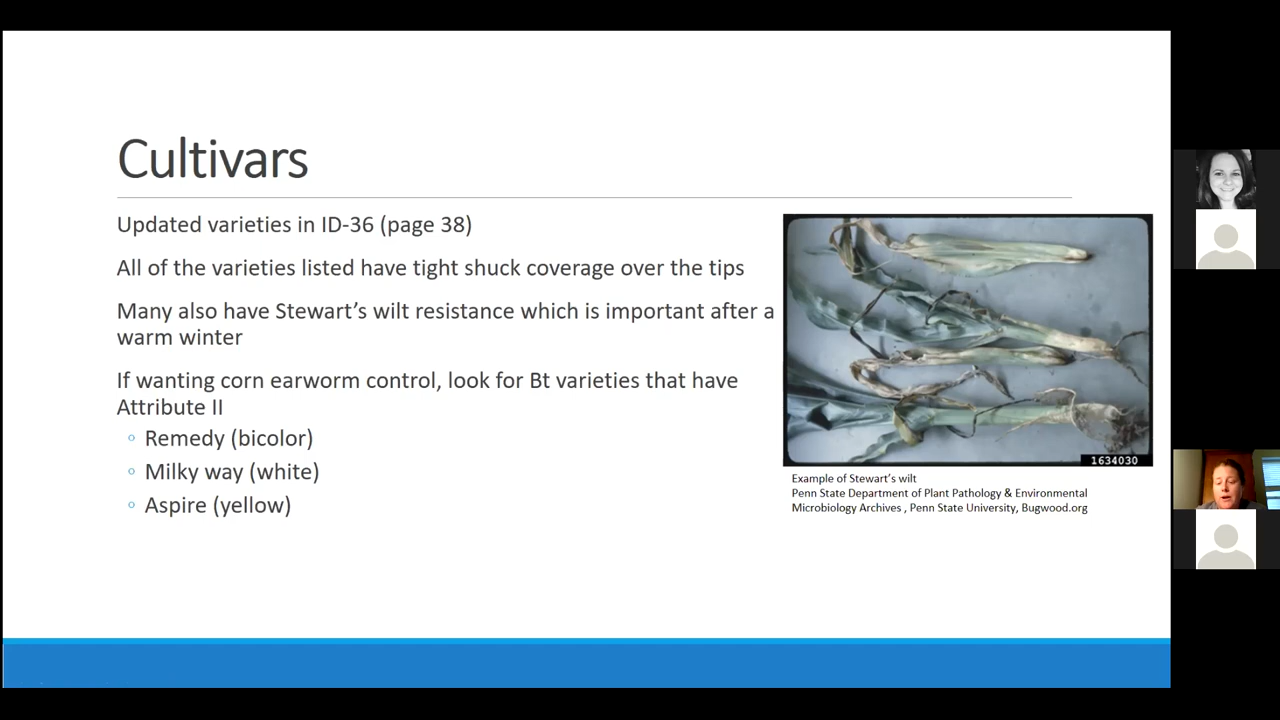 Cultivars
Updated varieties in ID-36 (page 38)
All of the varieties listed have tight shuck coverage over the tips
Many also have Stewart’s wilt resistance which is important after a
warm winter
If wanting corn earworm control, look for Bt varieties that have
Attribute II
Remedy (bicolor)
Milky way (white)
Aspire (yellow)
1634030
Example of Stewart’s wilt
Penn State Department of Plant Pathology & Environmental
Microbiology Archives , Penn State University, Bugwood.org